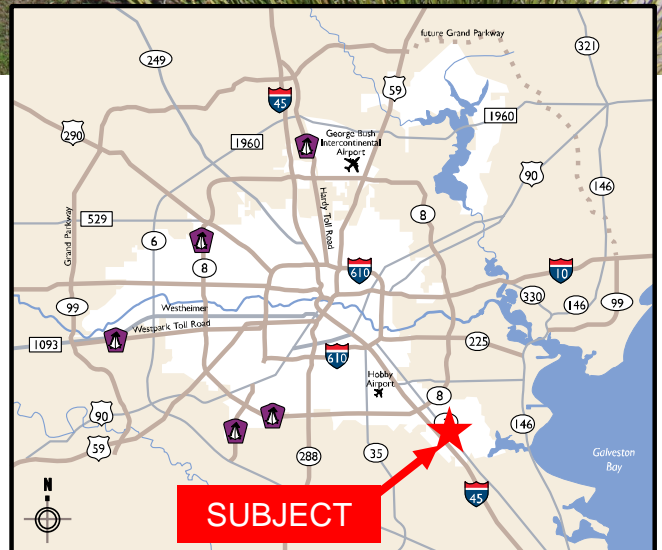 future Grand Parkway
321
249
59
45
1960
1960
290
George Bush
Intercontinental
Airport
90
146
Hardy Toll Road
529
6
Grand Parkway
8
8
610
10
99
330
146
99
Westheimer
Westpark Toll Road
1093
225
610
Hobby
Airport
8
90
59
288
35
146
Galveston
Bay
N
45
SUBJECT